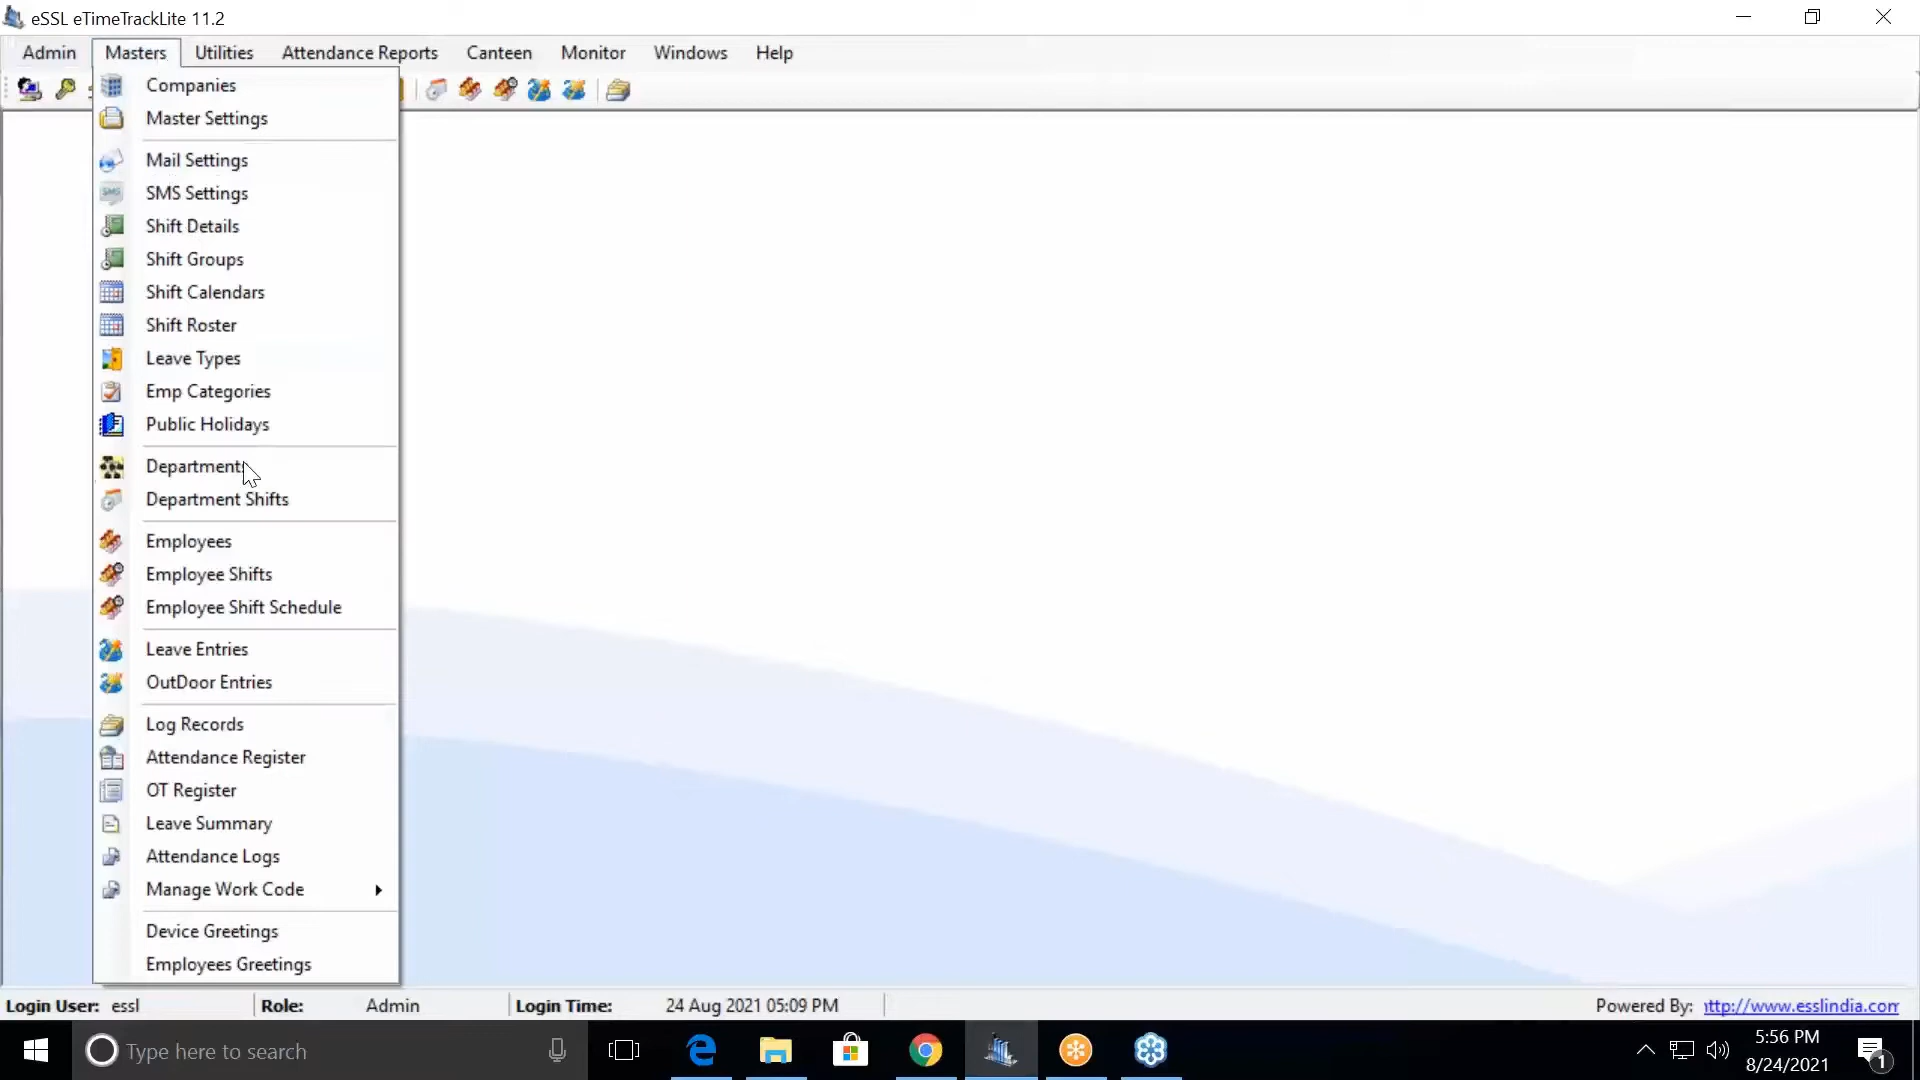 eSSL eTimeTrackLite 11.2
Admin Masters Utilities Attendance Reports Canteen Monitor Windows Help
Companies
Master Settings
Mail Settings
SMS
SMS Settings
Shift Details
Shift Groups
Shift Calendars
Shift Roster
Leave Types
Emp Categories
Public Holidays
Departments
Department Shifts
Employees
Employee Shifts
Employee Shift Schedule
Leave Entries
OutDoor Entries
Log Records
Attendance Register
OT Register
Leave Summary
Attendance Logs
Manage Work Code
Device Greetings
Employees Greetings
Login User: essl Role: Admin Login Time: 24 Aug 2021 05:09 PM Powered By: ttp://www.esslindia.com
Type here to search
5:56 PM
8/24/2021
1